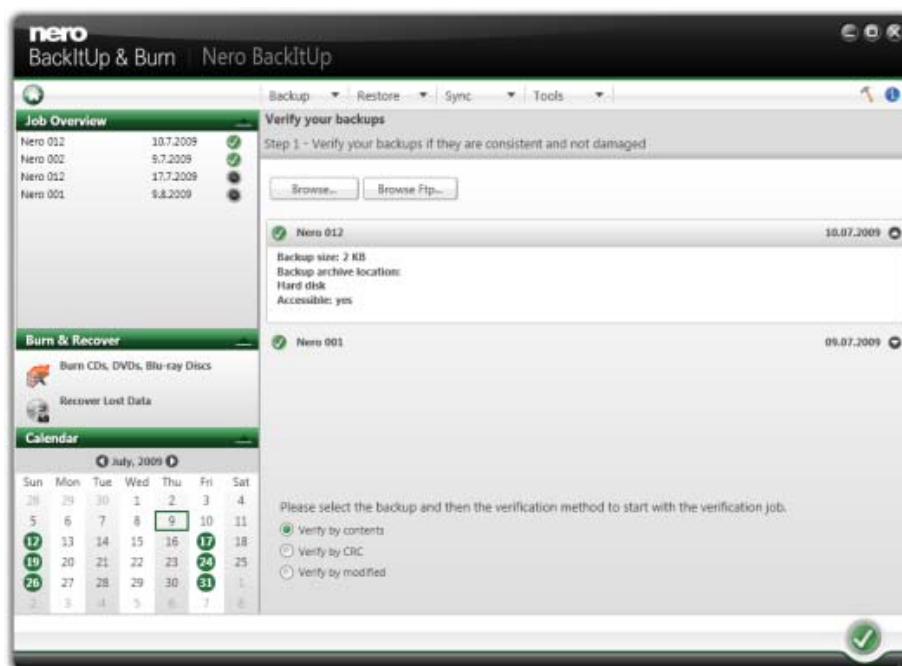 nero
BackItUp & Burn | Nero BackItUp
Backup Restore Sync Tools
Job Overview
Nero 012 10.7.2009
Nero 002 9.7.2009
Nero 012 17.7.2009
Nero 001 9.8.2009
Burn & Recover
Burn CDs, DVDs, Blu-ray Discs
Recover Lost Data
Calendar
July, 2009
Sun Mon Tue Wed Thu Fri Sat
28 29 30 1 2 3 4
5 6 7 8 9 10 11
12 13 14 15 16 17 18
19 20 21 22 23 24 25
26 27 28 29 30 31 1
2 3 4 5 6 7 8
Verify your backups
Step 1 - Verify your backups if they are consistent and not damaged
Browse... Browse Ftp...
Nero 012 10.07.2009
Backup size: 2 KB
Backup archive location:
Hard disk
Accessible: yes
Nero 001 09.07.2009
Please select the backup and then the verification method to start with the verification job.
Verify by contents
Verify by CRC
Verify by modified